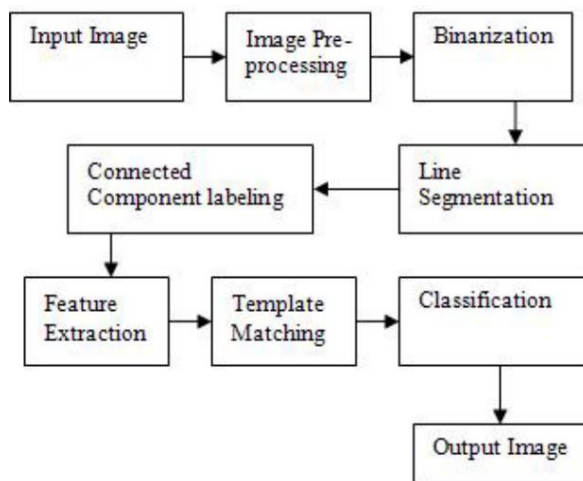 Input Image
Image Pre-
processing
Binarization
Line
Segmentation
Connected
Component labeling
Feature
Extraction
Template
Matching
Classification
Output Image